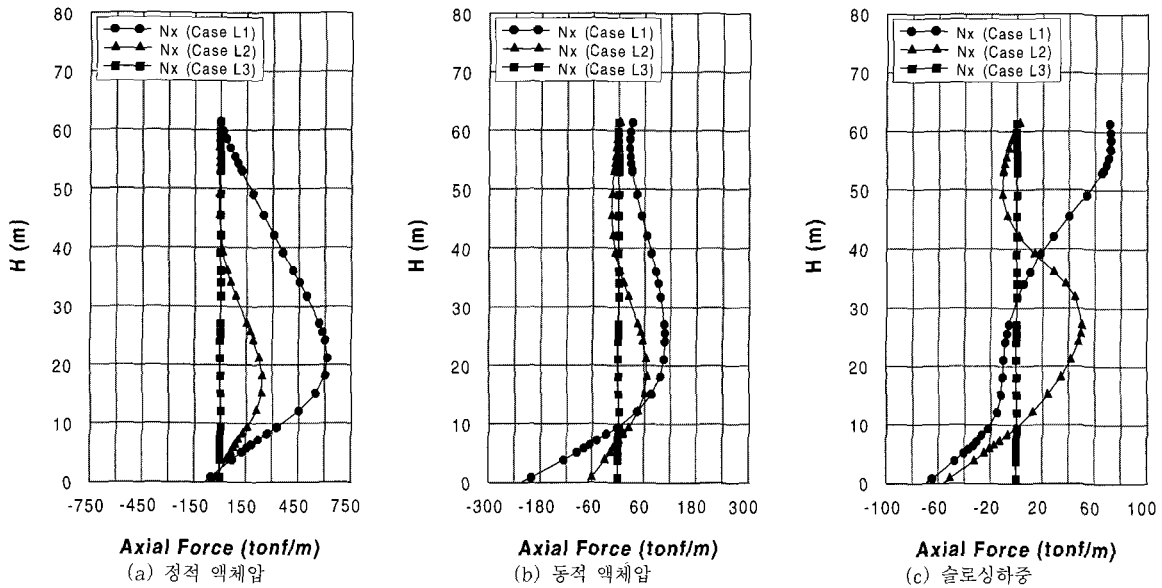 80
70
60
50
40
30
20
10
0
H (m)
Nx (Case L1)
Nx (Case L2)
Nx (Case L3)
-750 -450 -150 150 450 750
Axial Force (tonf/m)
(a) 정적 액체압
80
70
60
50
40
30
20
10
0
H (m)
Nx (Case L1)
Nx (Case L2)
Nx (Case L3)
-300 -180 -60 60 180 300
Axial Force (tonf/m)
(b) 동적 액체압
80
70
60
50
40
30
20
10
0
H (m)
Nx (Case L1)
Nx (Case L2)
Nx (Case L3)
-100 -60 -20 20 60 100
Axial Force (tonf/m)
(c) 슬로싱하중